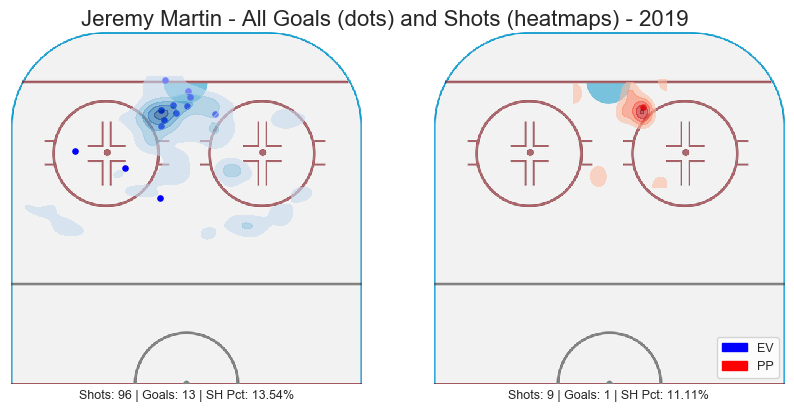 Jeremy Martin - All Goals (dots) and Shots (heatmaps) - 2019
EV
PP
Shots: 96 | Goals: 13 | SH Pct: 13.54%
Shots: 9 | Goals: 1 | SH Pct: 11.11%